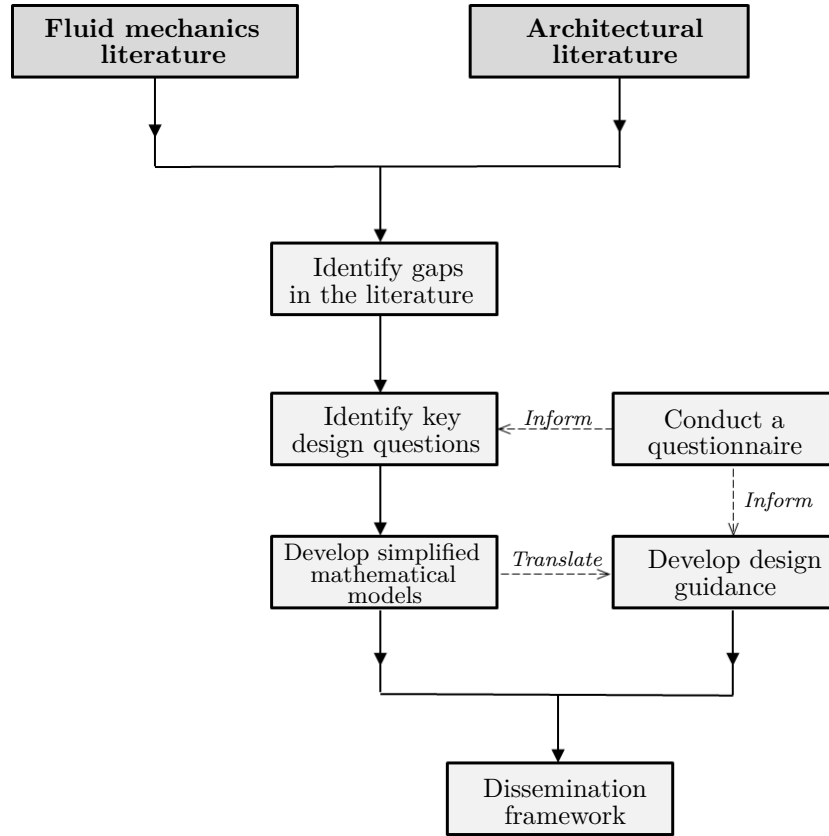 Fluid mechanics
literature
Architectural
literature
Identify gaps
in the literature
Identify key
design questions
Inform
Conduct a
questionnaire
Inform
Develop simplified
mathematical
models
Translate
Develop design
guidance
Dissemination
framework